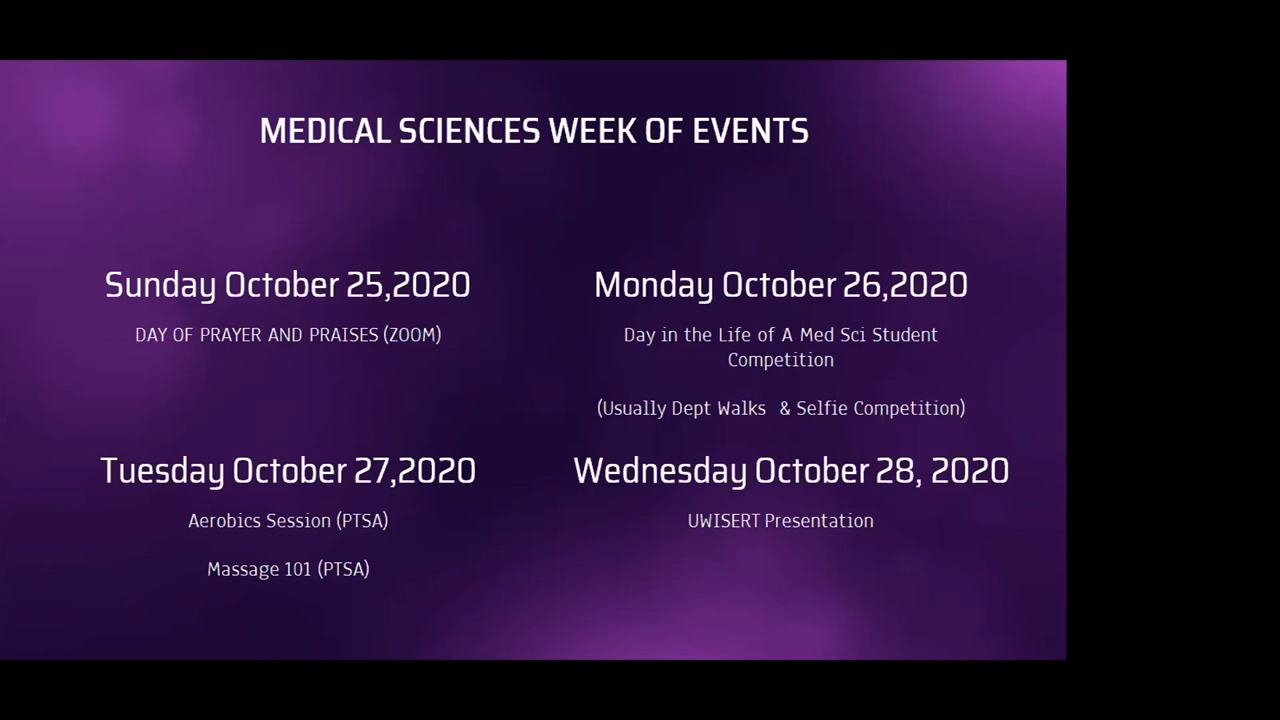 MEDICAL SCIENCES WEEK OF EVENTS
Sunday October 25,2020
DAY OF PRAYER AND PRAISES (ZOOM)
Monday October 26,2020
Day in the Life of A Med Sci Student
Competition
(Usually Dept Walks & Selfie Competition)
Tuesday October 27,2020
Aerobics Session (PTSA)
Massage 101 (PTSA)
Wednesday October 28, 2020
UWISERT Presentation